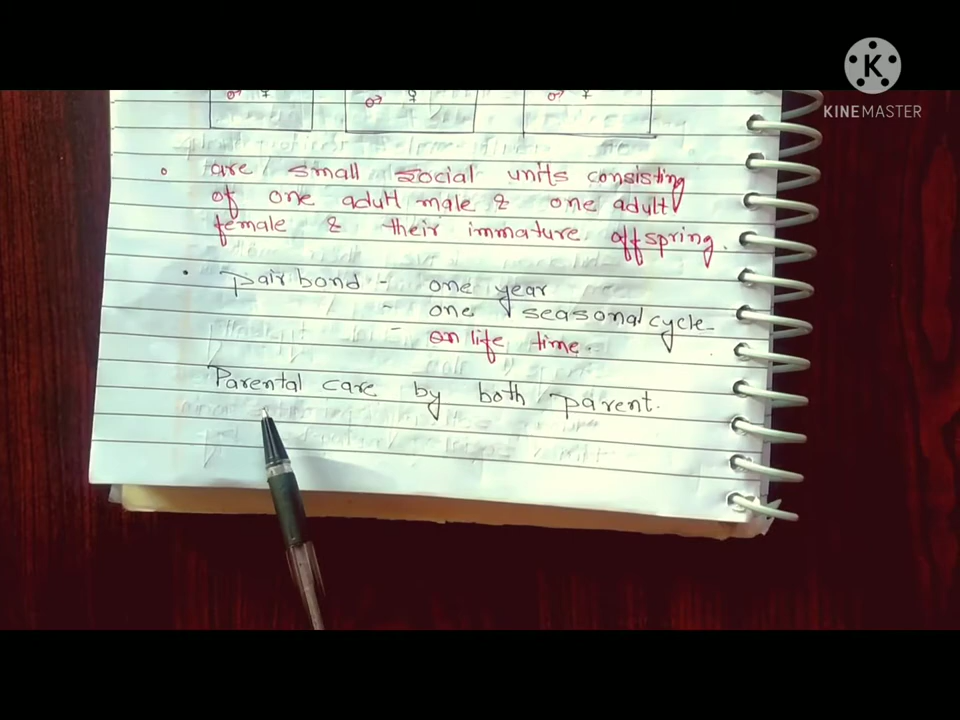 K
KINEMASTER
♂ ♀ ♂ ♀ ♂ ♀
• are small social units consisting
of one adult male & one adult
female & their immature offspring.
• Pair bond - one year
- one seasonal cycle
- on life time.
Parental care by both parent.